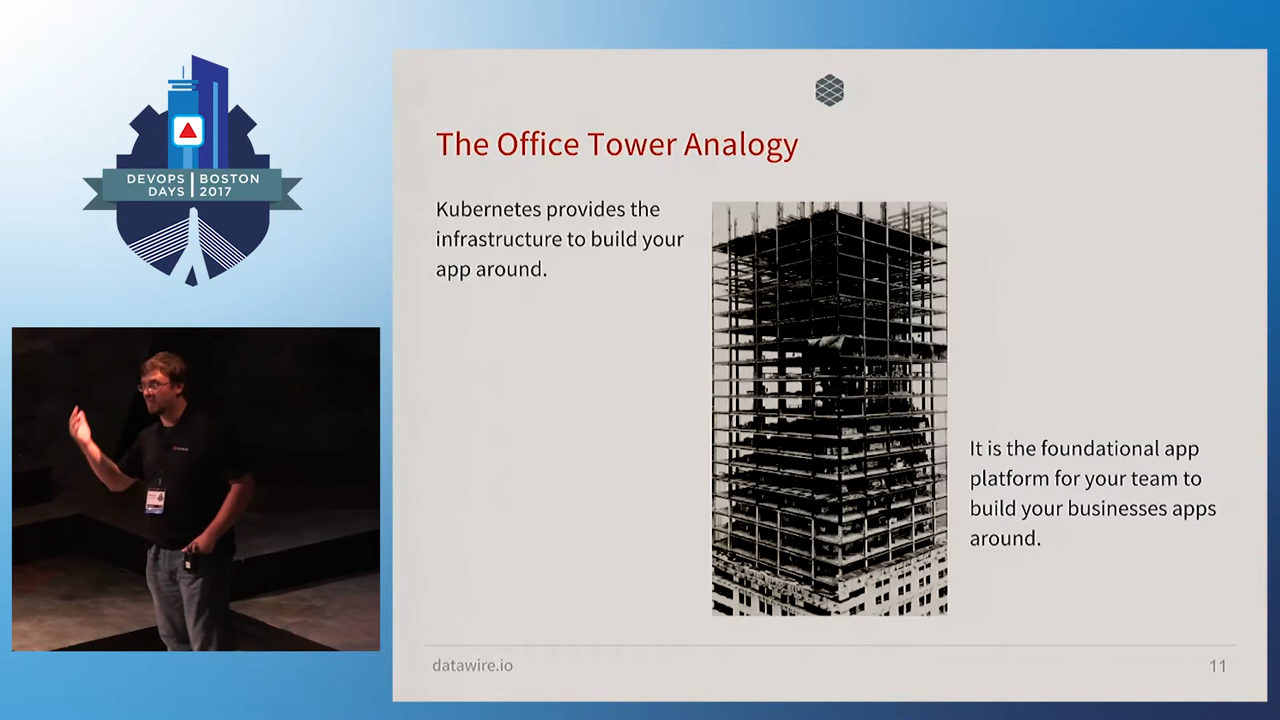 DEVOPS BOSTON
DAYS 2017
The Office Tower Analogy
Kubernetes provides the
infrastructure to build your
app around.
It is the foundational app
platform for your team to
build your businesses apps
around.
datawire.io
11